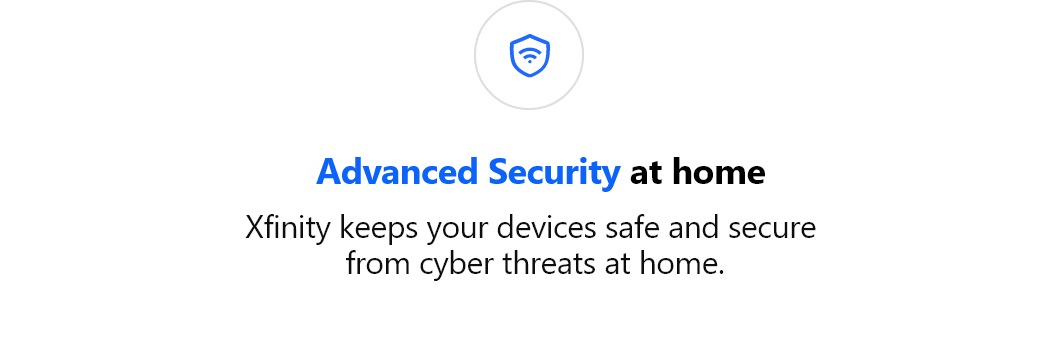 Advanced Security at home
Xfinity keeps your devices safe and secure
from cyber threats at home.